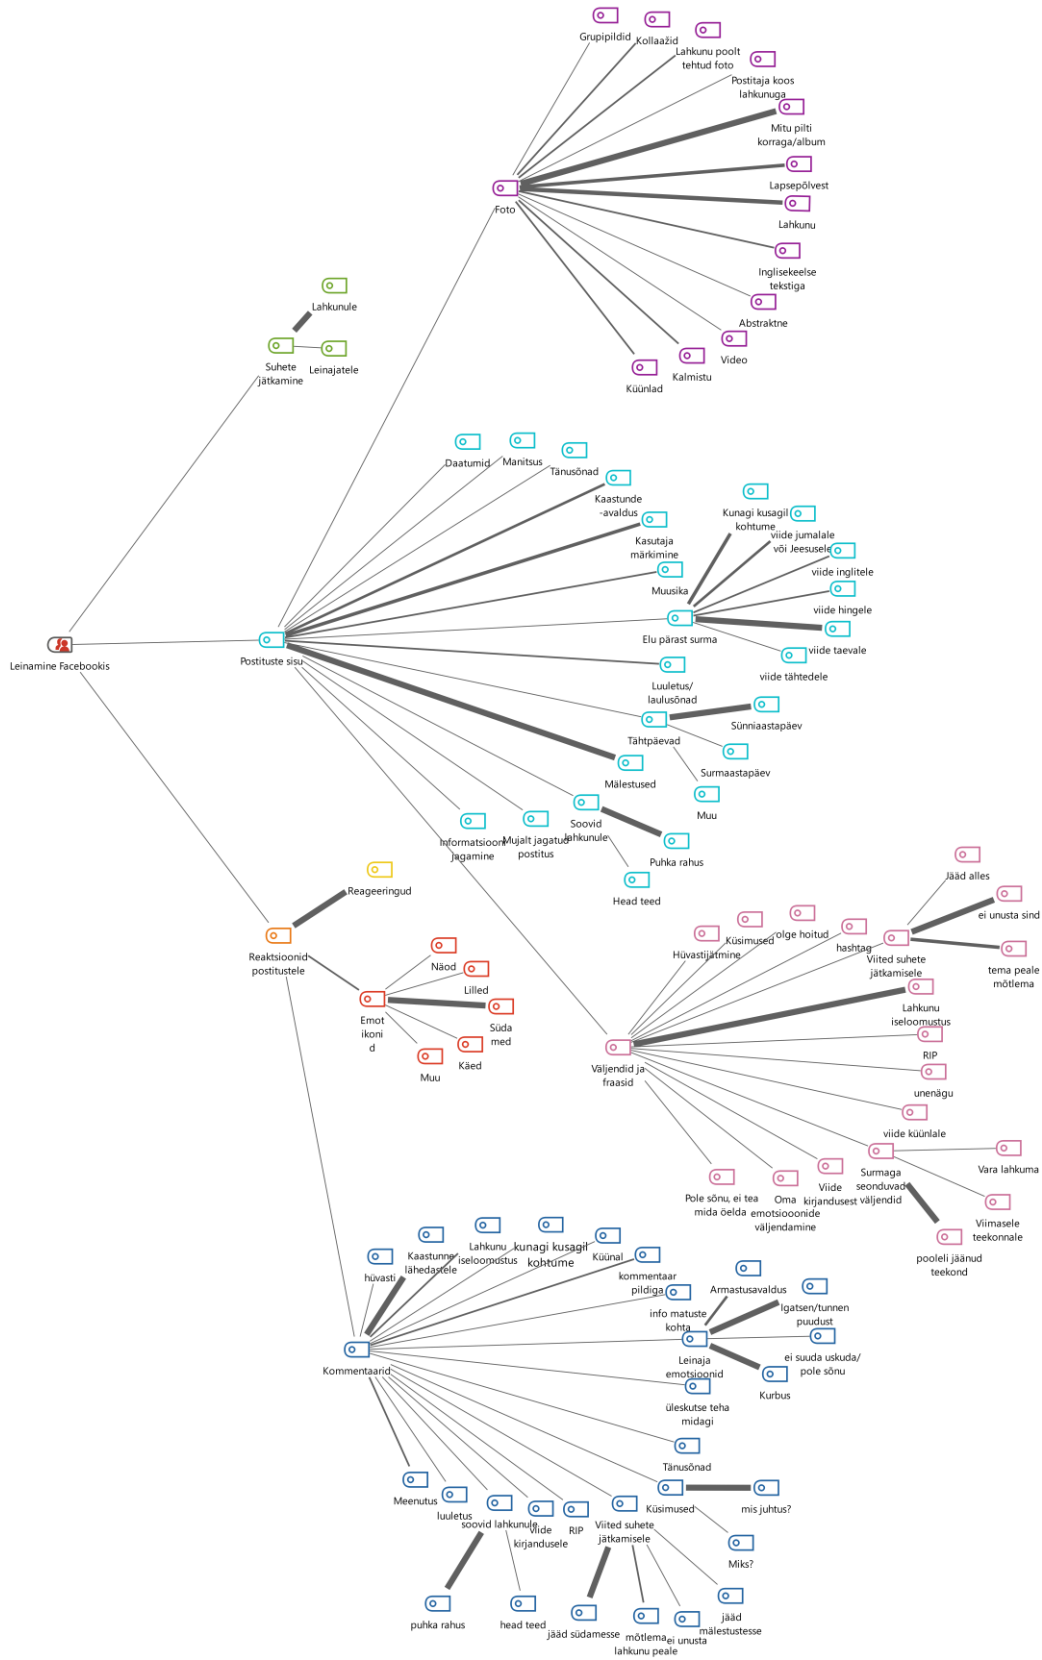 Grupipildid
Kollaažid
Lahkunu poolt
tehtud foto
Postitaja koos
lahkunuga
Mitu pilti
korraga/album
Lapsepõlvest
Lahkunu
Inglisekeelse
tekstiga
Abstraktne
Video
Kalmistu
Küünlad
Foto
Lahkunule
Suhete
jätkamine
Leinajatele
Leinamine Facebookis
Postituste sisu
Daatumid
Manitsus
Tänusõnad
Kaastunde
-avaldus
Kasutaja
märkimine
Muusika
Elu pärast surma
Kunagi kusagil
kohtume
viide jumalale
või Jeesusele
viide inglitele
viide hingele
viide taevale
viide tähtedele
Luuletus/
laulusõnad
Tähtpäevad
Sünniaastapäev
Surmaastapäev
Muu
Mälestused
Soovid
lahkunule
Puhka rahus
Head teed
Mujalt jagatud
postitus
Informatsiooni
jagamine
Reageeringud
Reaktsioonid
postitustele
Emot
ikoni
d
Näod
Lilled
Süda
med
Käed
Muu
Väljendid ja
fraasid
Hüvastijätmine
Küsimused
olge hoitud
hashtag
Viited suhete
jätkamisele
Jääd alles
ei unusta sind
tema peale
mõtlema
Lahkunu
iseloomustus
RIP
unenägu
viide küünlale
Surmaga
seonduvad
väljendid
Vara lahkuma
Viimasele
teekonnale
pooleli jäänud
teekond
Viide
kirjandusest
Oma
emotsiooonide
väljendamine
Pole sõnu, ei tea
mida öelda
Kommentaarid
hüvasti
Kaastunne
lähedastele
Lahkunu
iseloomustus
kunagi kusagil
kohtume
Küünal
kommentaar
pildiga
info matuste
kohta
Leinaja
emotsioonid
Armastusavaldus
Igatsen/tunnen
puudust
ei suuda uskuda/
pole sõnu
Kurbus
üleskutse teha
midagi
Tänusõnad
Küsimused
mis juhtus?
Miks?
Viited suhete
jätkamisele
jääd
mälestustesse
ei unusta
mõtlema
lahkunu peale
jääd südamesse
RIP
viide
kirjandusele
soovid lahkunule
puhka rahus
head teed
luuletus
Meenutus